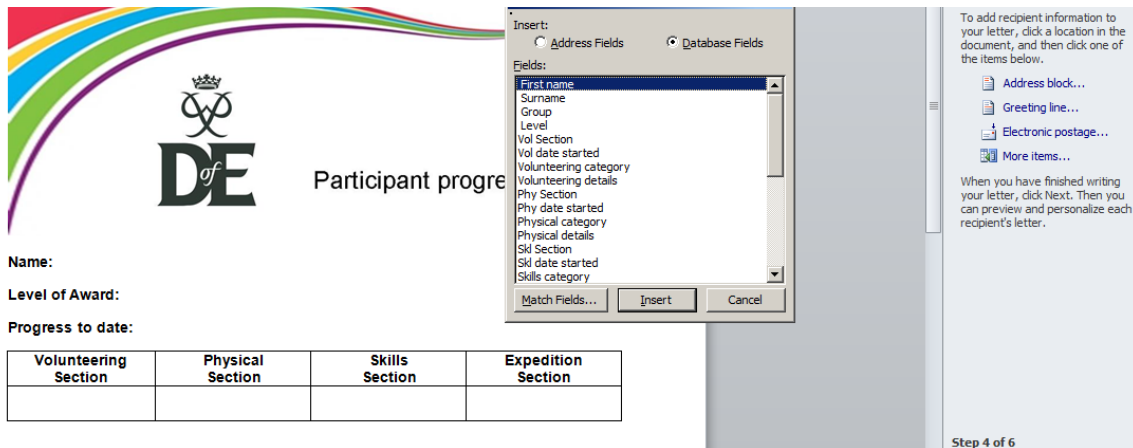 DofE
Participant progre
Name:
Level of Award:
Progress to date:
Volunteering Section
Physical Section
Skills Section
Expedition Section
Insert:
Address Fields
Database Fields
Fields:
First name
Surname
Group
Level
Vol Section
Vol date started
Volunteering category
Volunteering details
Phy Section
Phy date started
Physical category
Physical details
Skl Section
Skl date started
Skills category
Match Fields...
Insert
Cancel
To add recipient information to
your letter, click a location in the
document, and then click one of
the items below.
Address block...
Greeting line...
Electronic postage...
More items...
When you have finished writing
your letter, click Next. Then you
can preview and personalize each
recipient's letter.
Step 4 of 6